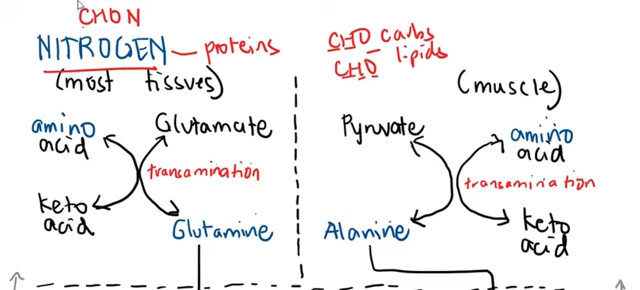 CHON
NITROGEN — proteins
(most tissues)
amino
acid
Glutamate
transamination
keto
acid
Glutamine
CHO carbs
CHO lipids
(muscle)
Pyruvate
amino
acid
transamination
Alanine
keto
acid